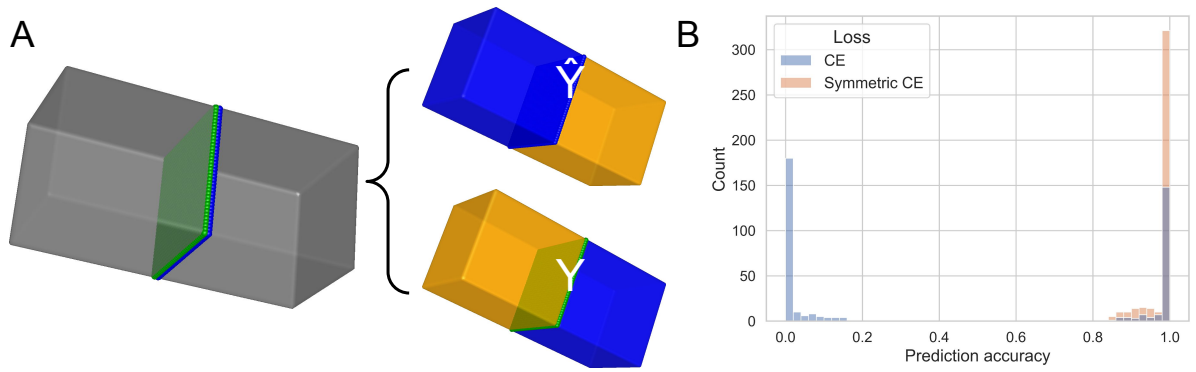 A
Ŷ
Y
B
Loss
CE
Symmetric CE
Count
300
250
200
150
100
50
0
0.0 0.2 0.4 0.6 0.8 1.0
Prediction accuracy